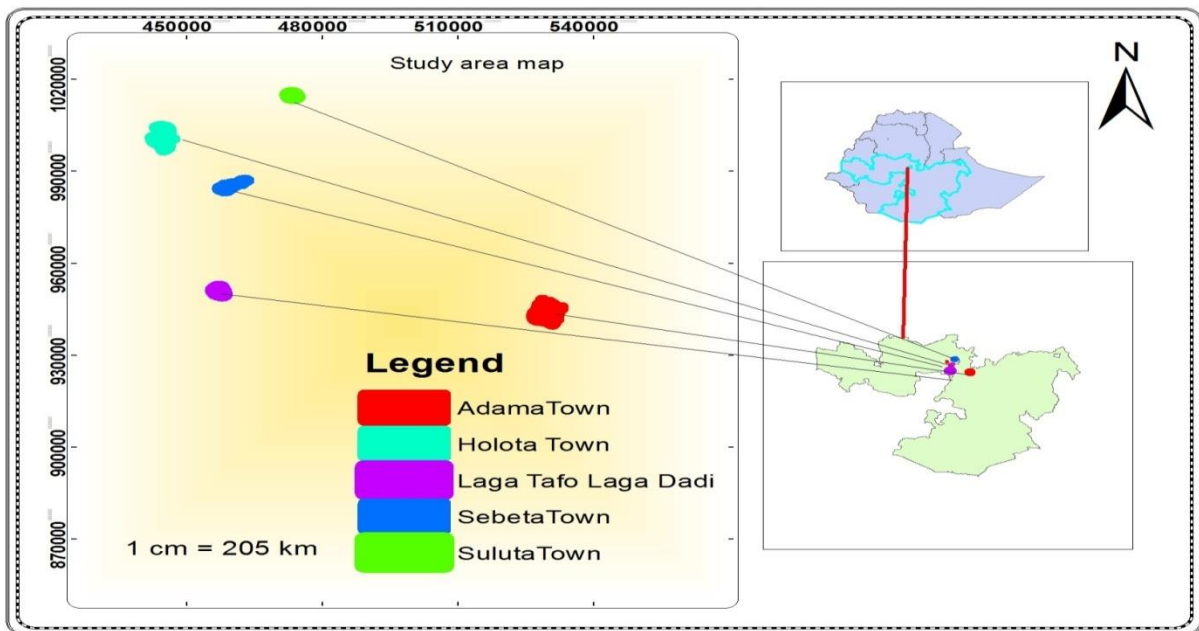 450000 480000 510000 540000
Study area map
N
1020000
990000
960000
930000
900000
870000
Legend
AdamaTown
Holota Town
Laga Tafo Laga Dadi
SebetaTown
SulutaTown
1 cm = 205 km